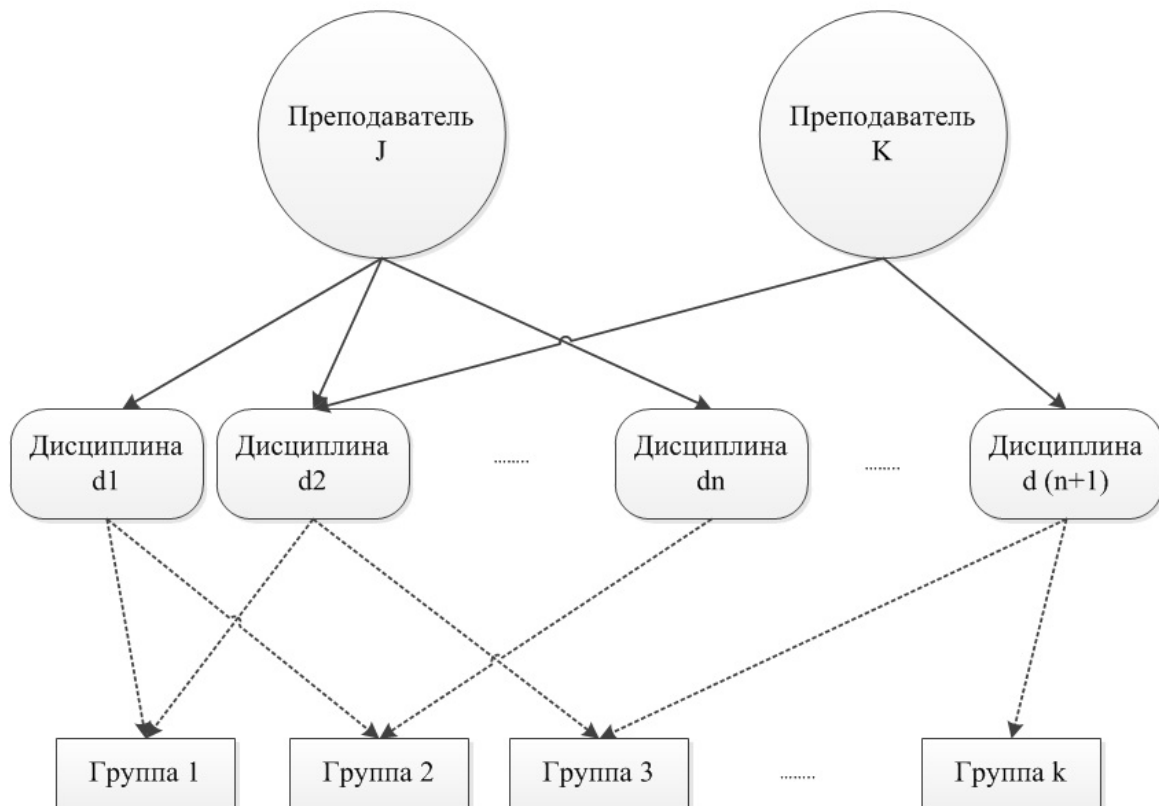 Преподаватель
J
Преподаватель
K
Дисциплина
d1
Дисциплина
d2
........
Дисциплина
dn
........
Дисциплина
d (n+1)
Группа 1
Группа 2
Группа 3
........
Группа k